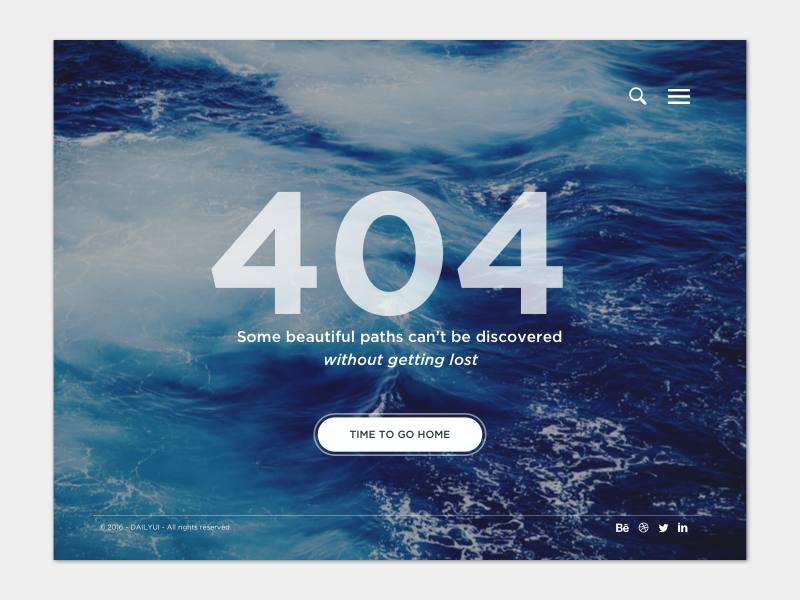 404
Some beautiful paths can't be discovered
without getting lost
TIME TO GO HOME
© 2016 - DAILYUI - All rights reserved
Bē
in